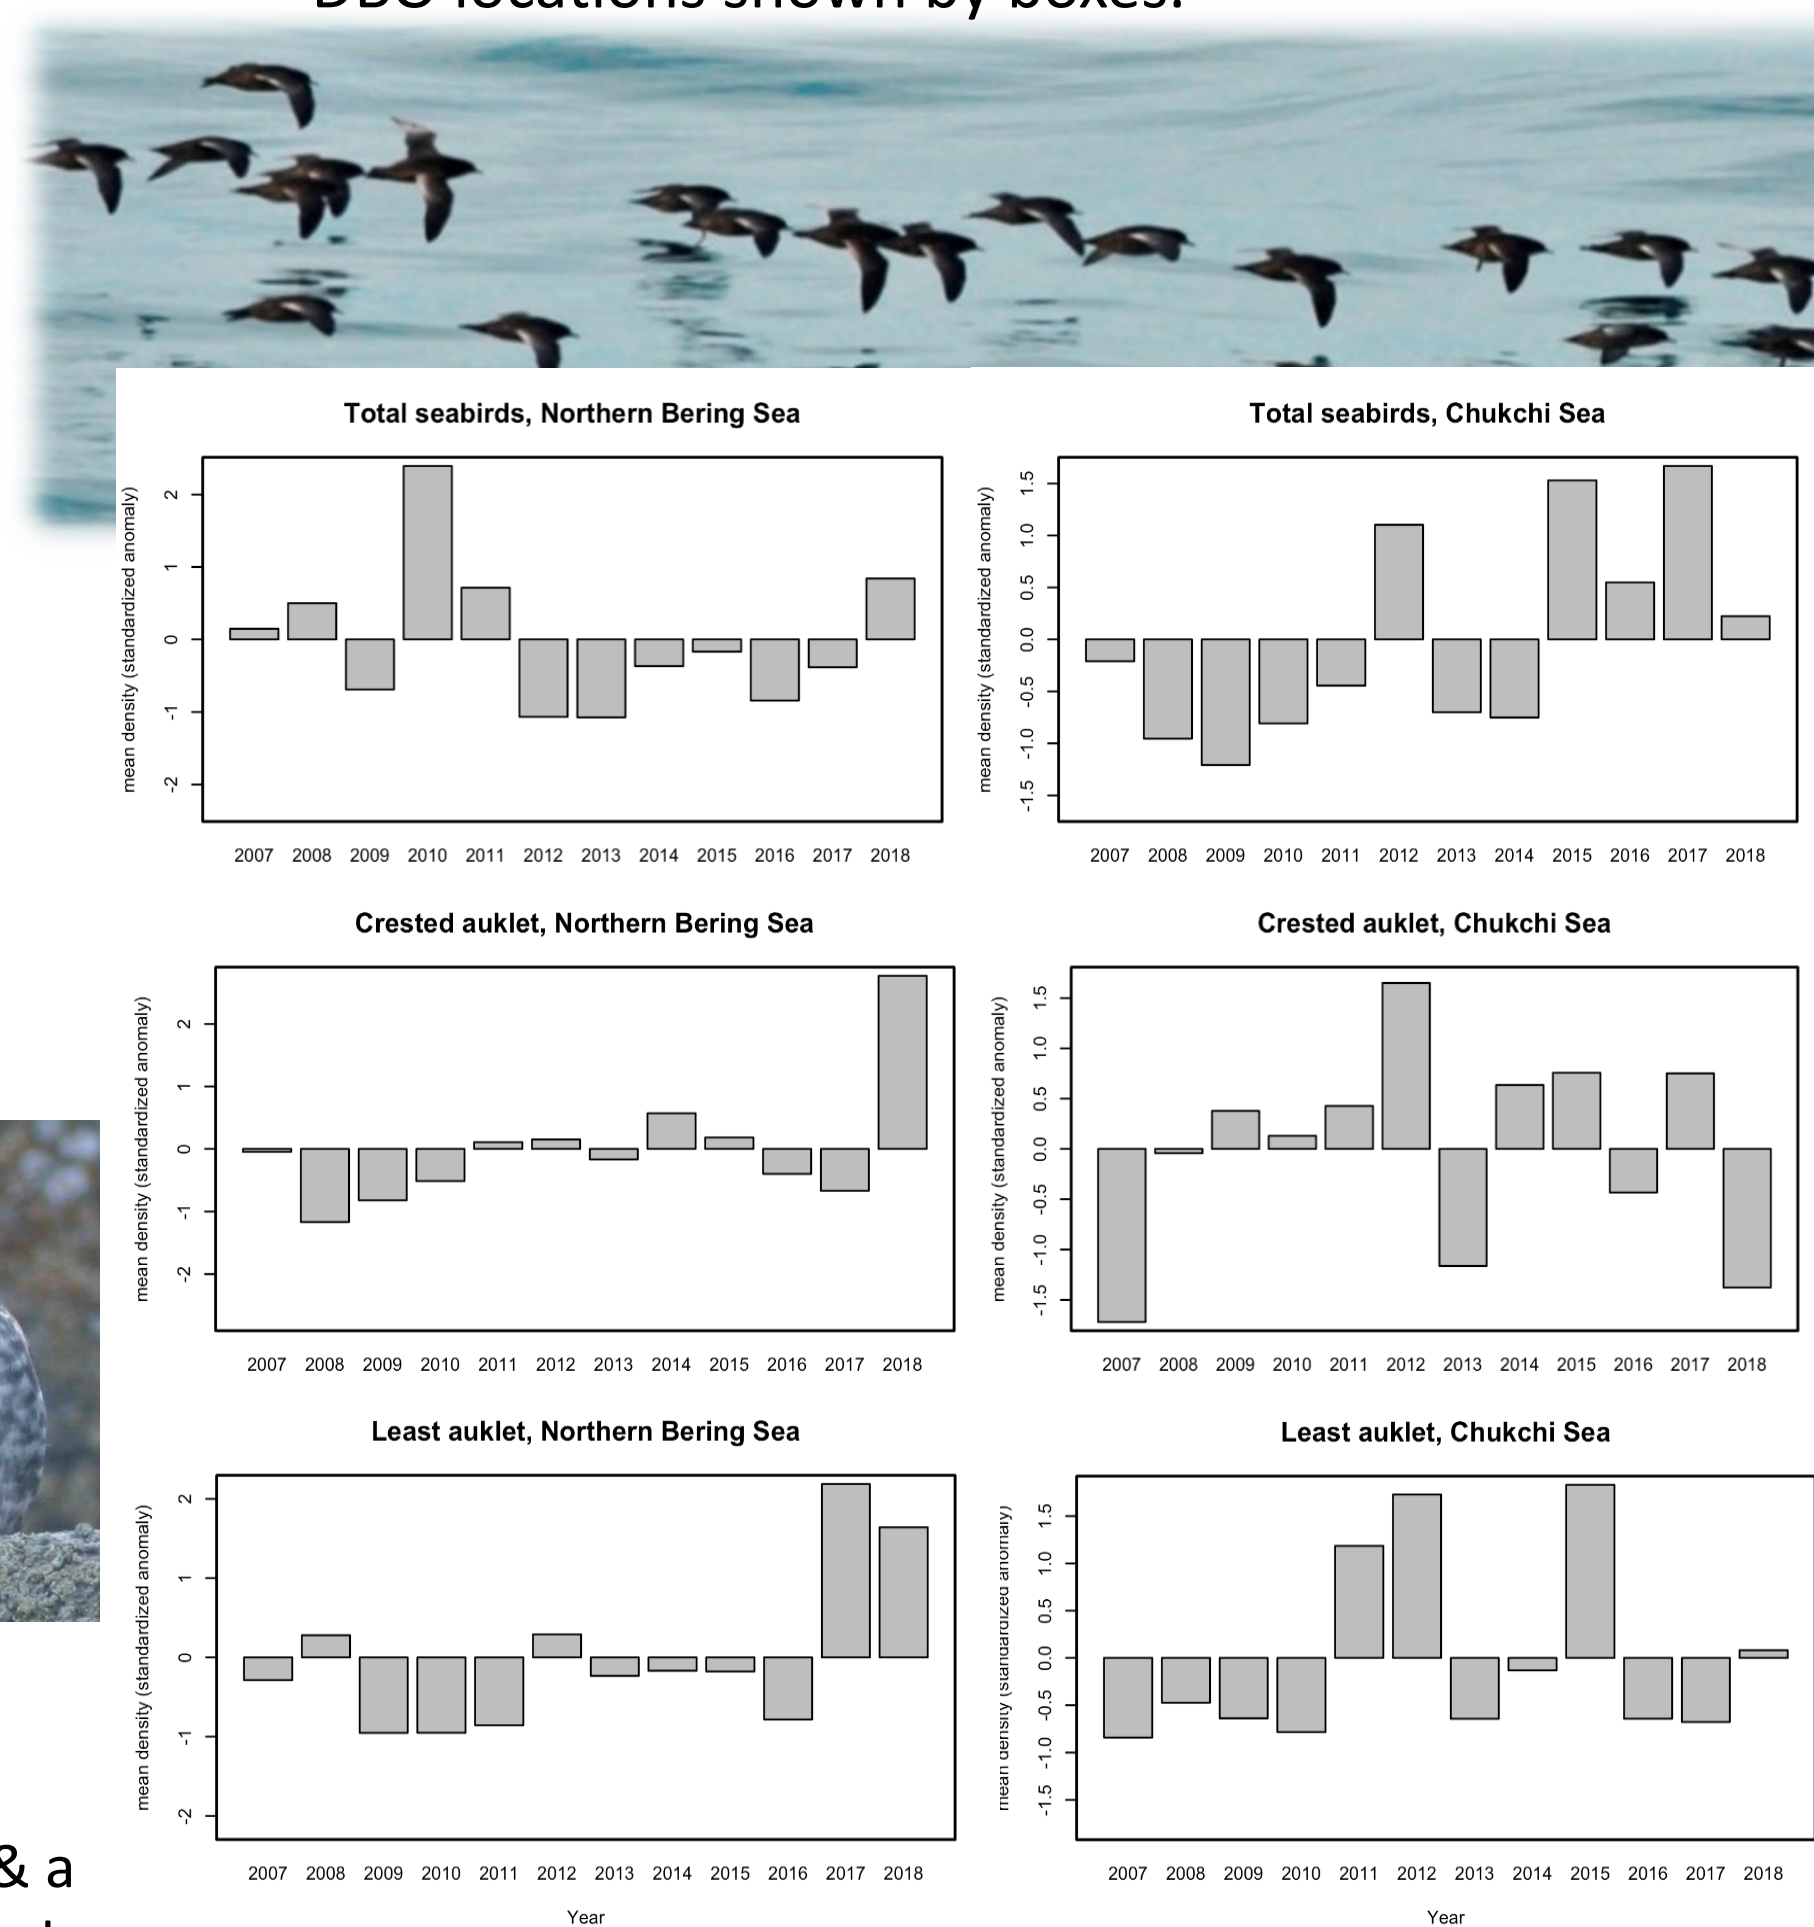 DBO locations shown by boxes.
Total seabirds, Northern Bering Sea
mean density (standardized anomaly)
2
1
0
-1
-2
2007 2008 2009 2010 2011 2012 2013 2014 2015 2016 2017 2018
Total seabirds, Chukchi Sea
mean density (standardized anomaly)
1.5
1.0
0.5
0.0
-0.5
-1.0
-1.5
2007 2008 2009 2010 2011 2012 2013 2014 2015 2016 2017 2018
Crested auklet, Northern Bering Sea
mean density (standardized anomaly)
2
1
0
-1
-2
2007 2008 2009 2010 2011 2012 2013 2014 2015 2016 2017 2018
Crested auklet, Chukchi Sea
mean density (standardized anomaly)
1.5
1.0
0.5
0.0
-0.5
-1.0
-1.5
2007 2008 2009 2010 2011 2012 2013 2014 2015 2016 2017 2018
Least auklet, Northern Bering Sea
mean density (standardized anomaly)
2
1
0
-1
-2
2007 2008 2009 2010 2011 2012 2013 2014 2015 2016 2017 2018
Year
Least auklet, Chukchi Sea
mean density (standardized anomaly)
1.5
1.0
0.5
0.0
-0.5
-1.0
-1.5
2007 2008 2009 2010 2011 2012 2013 2014 2015 2016 2017 2018
Year
& a